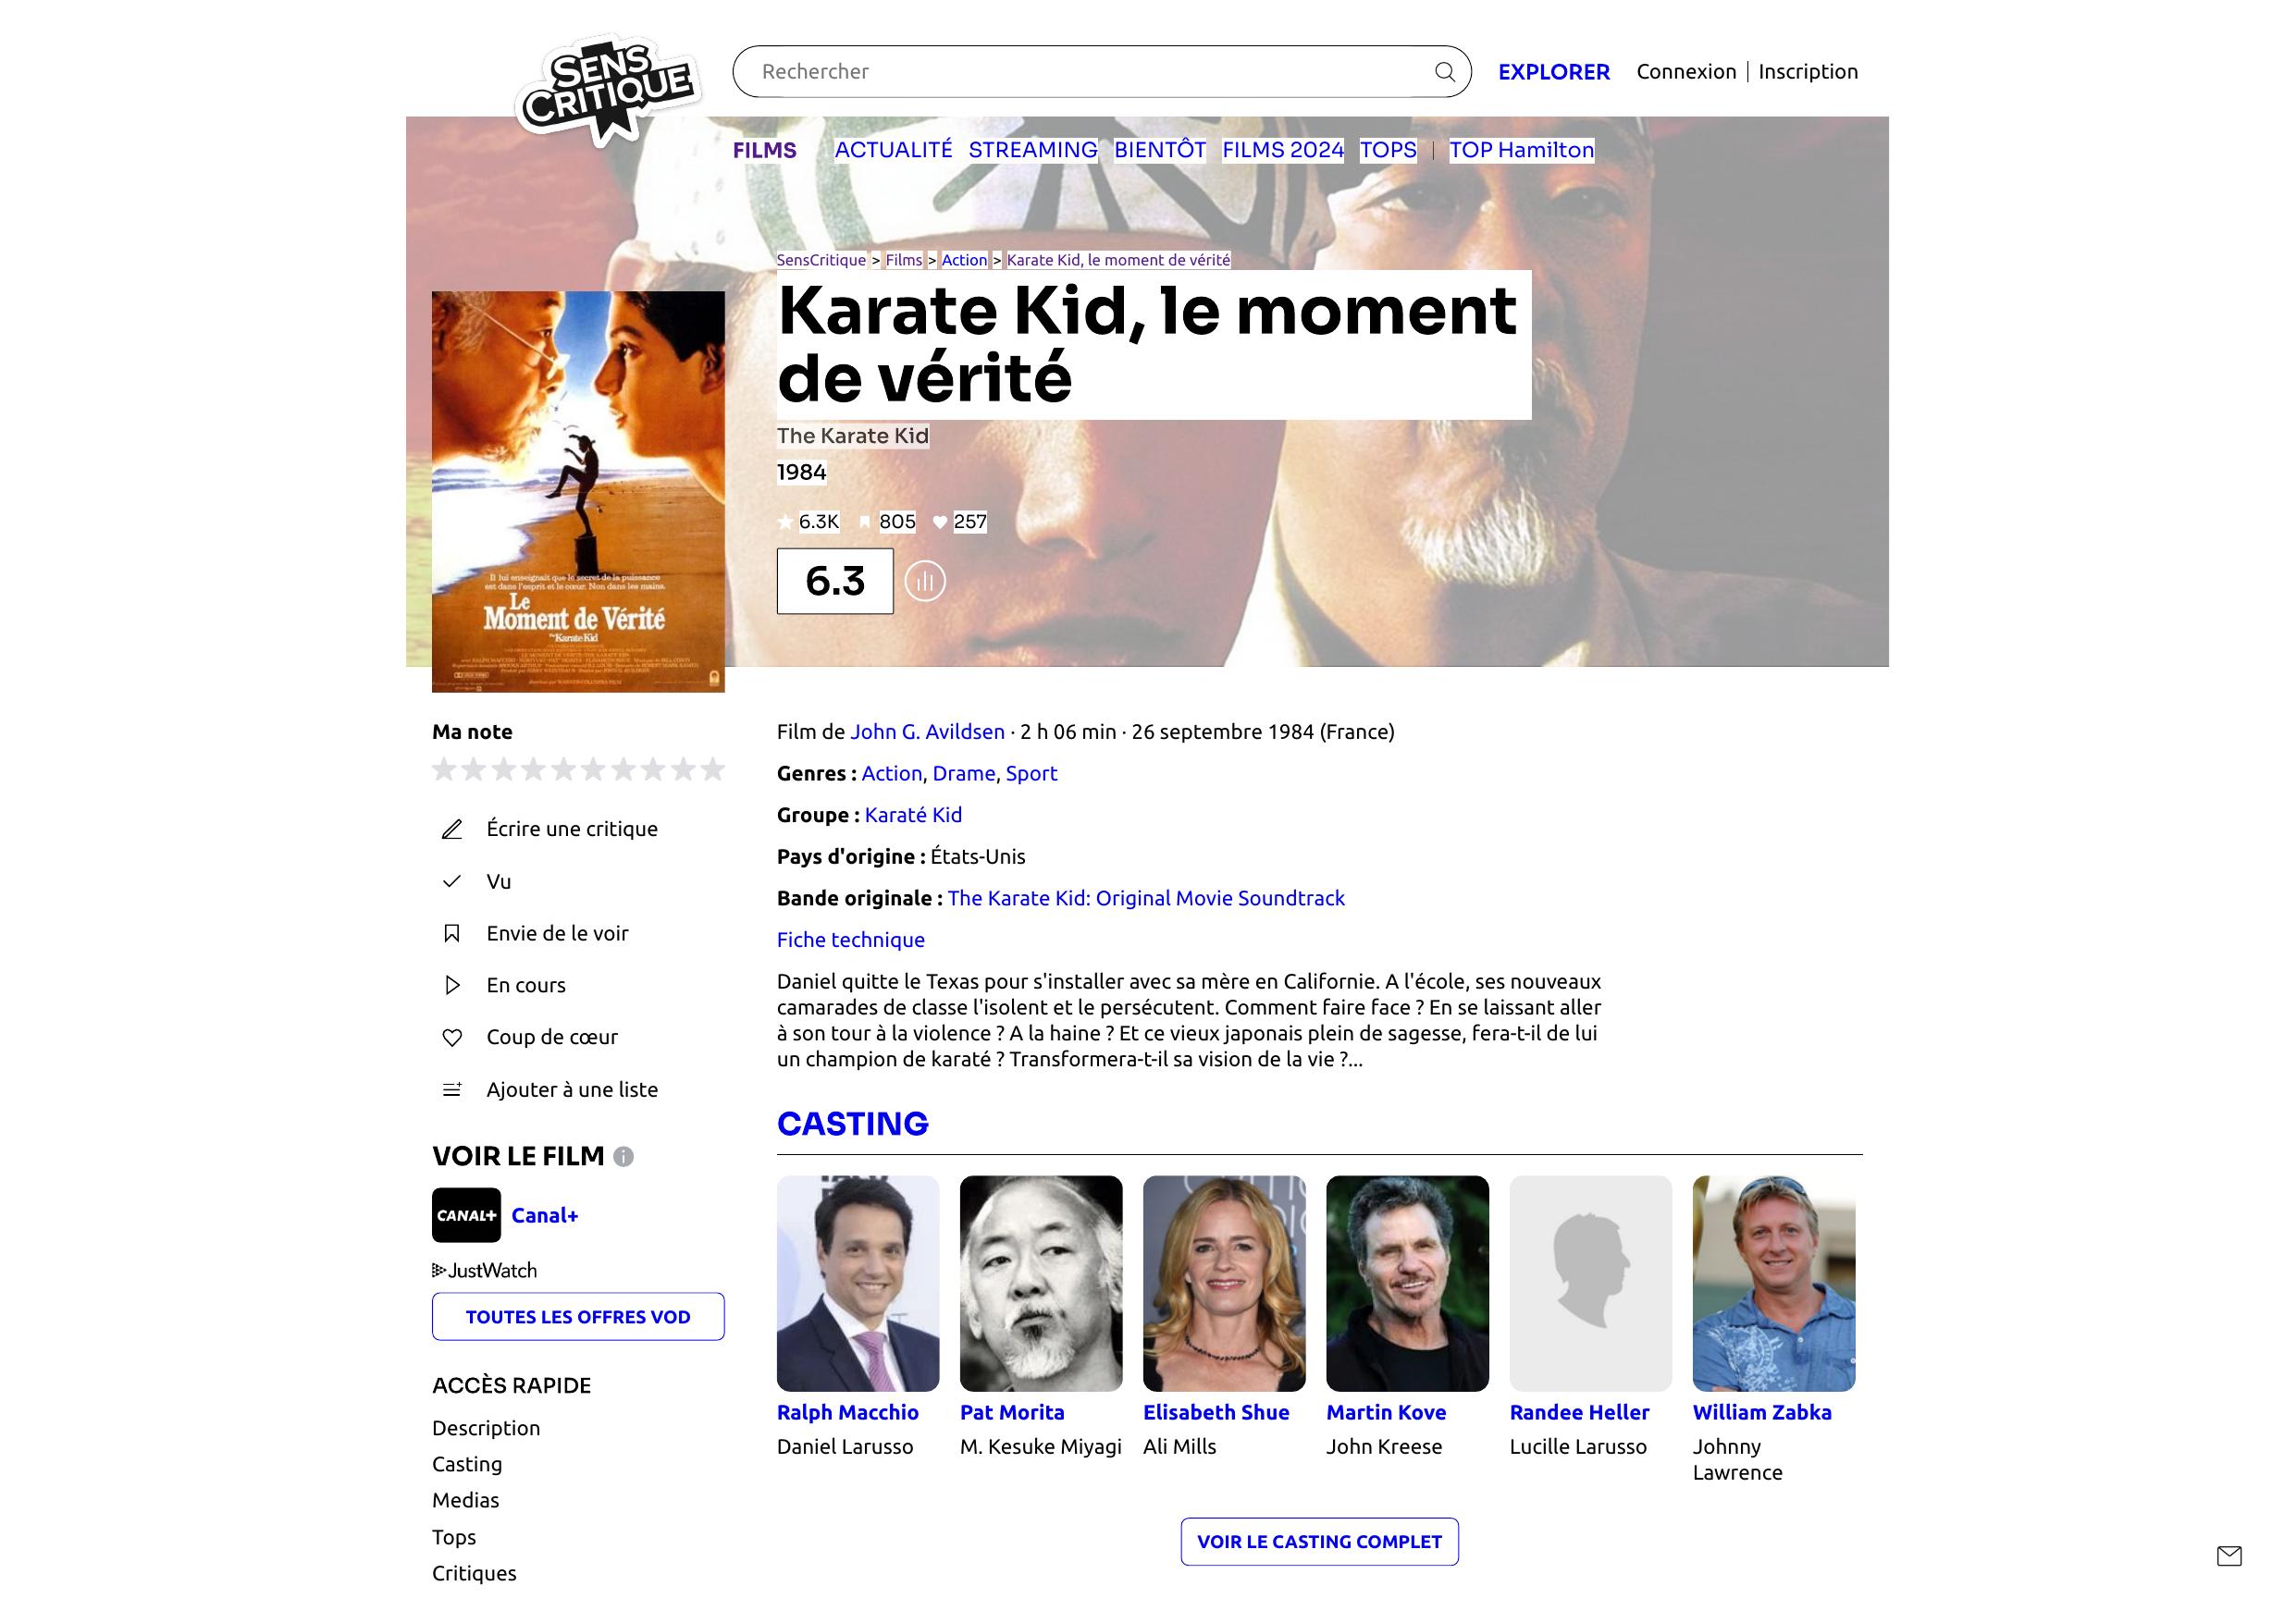 SENS
CRITIQUE
Rechercher
EXPLORER
Connexion | Inscription
FILMS
ACTUALITÉ
STREAMING
BIENTÔT
FILMS 2024
TOPS
|
TOP Hamilton
SensCritique > Films > Action > Karate Kid, le moment de vérité
Karate Kid, le moment
de vérité
The Karate Kid
1984
6.3K
805
257
6.3
Il lui enseignait que le secret de la puissance
est dans l'esprit et le cœur. Non dans les mains.
Le
Moment de Vérité
The Karate Kid
Ma note
Écrire une critique
Vu
Envie de le voir
En cours
Coup de cœur
Ajouter à une liste
VOIR LE FILM
CANAL+
Canal+
JustWatch
TOUTES LES OFFRES VOD
ACCÈS RAPIDE
Description
Casting
Medias
Tops
Critiques
Film de John G. Avildsen · 2 h 06 min · 26 septembre 1984 (France)
Genres : Action, Drame, Sport
Groupe : Karaté Kid
Pays d'origine : États-Unis
Bande originale : The Karate Kid: Original Movie Soundtrack
Fiche technique
Daniel quitte le Texas pour s'installer avec sa mère en Californie. A l'école, ses nouveaux
camarades de classe l'isolent et le persécutent. Comment faire face ? En se laissant aller
à son tour à la violence ? A la haine ? Et ce vieux japonais plein de sagesse, fera-t-il de lui
un champion de karaté ? Transformera-t-il sa vision de la vie ?...
CASTING
Ralph Macchio
Daniel Larusso
Pat Morita
M. Kesuke Miyagi
Elisabeth Shue
Ali Mills
Martin Kove
John Kreese
Randee Heller
Lucille Larusso
William Zabka
Johnny
Lawrence
VOIR LE CASTING COMPLET